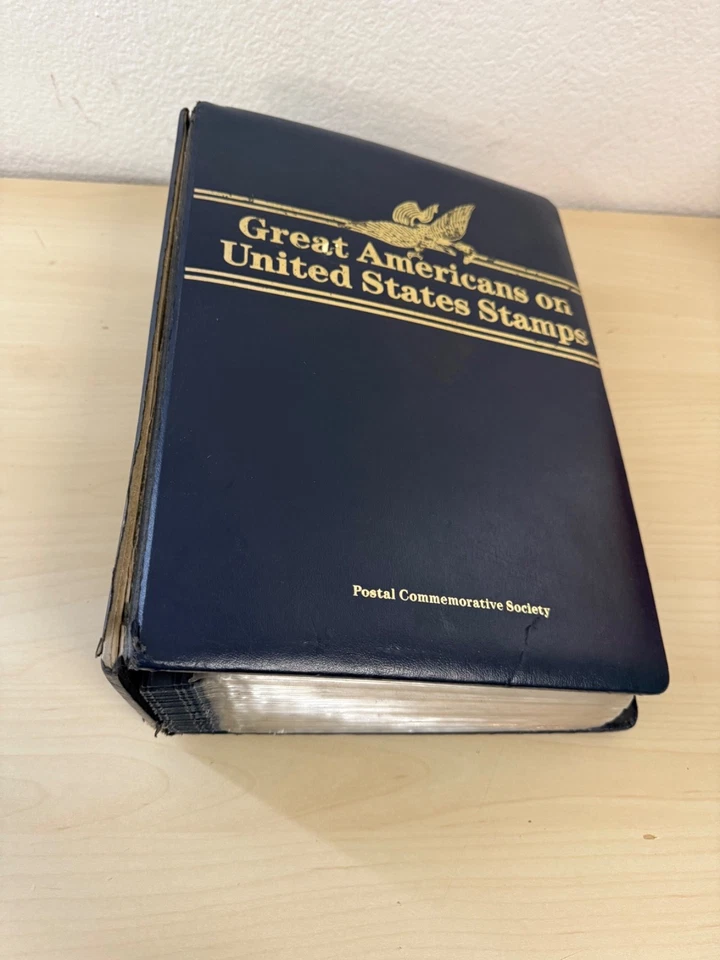 Great Americans on
United States Stamps
Postal Commemorative Society